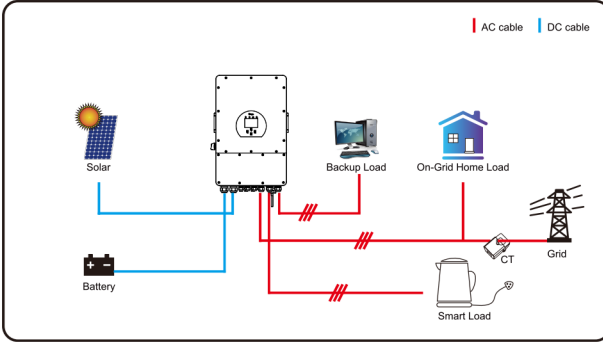 AC cable
DC cable
Solar
Backup Load
On-Grid Home Load
Battery
CT
Grid
Smart Load